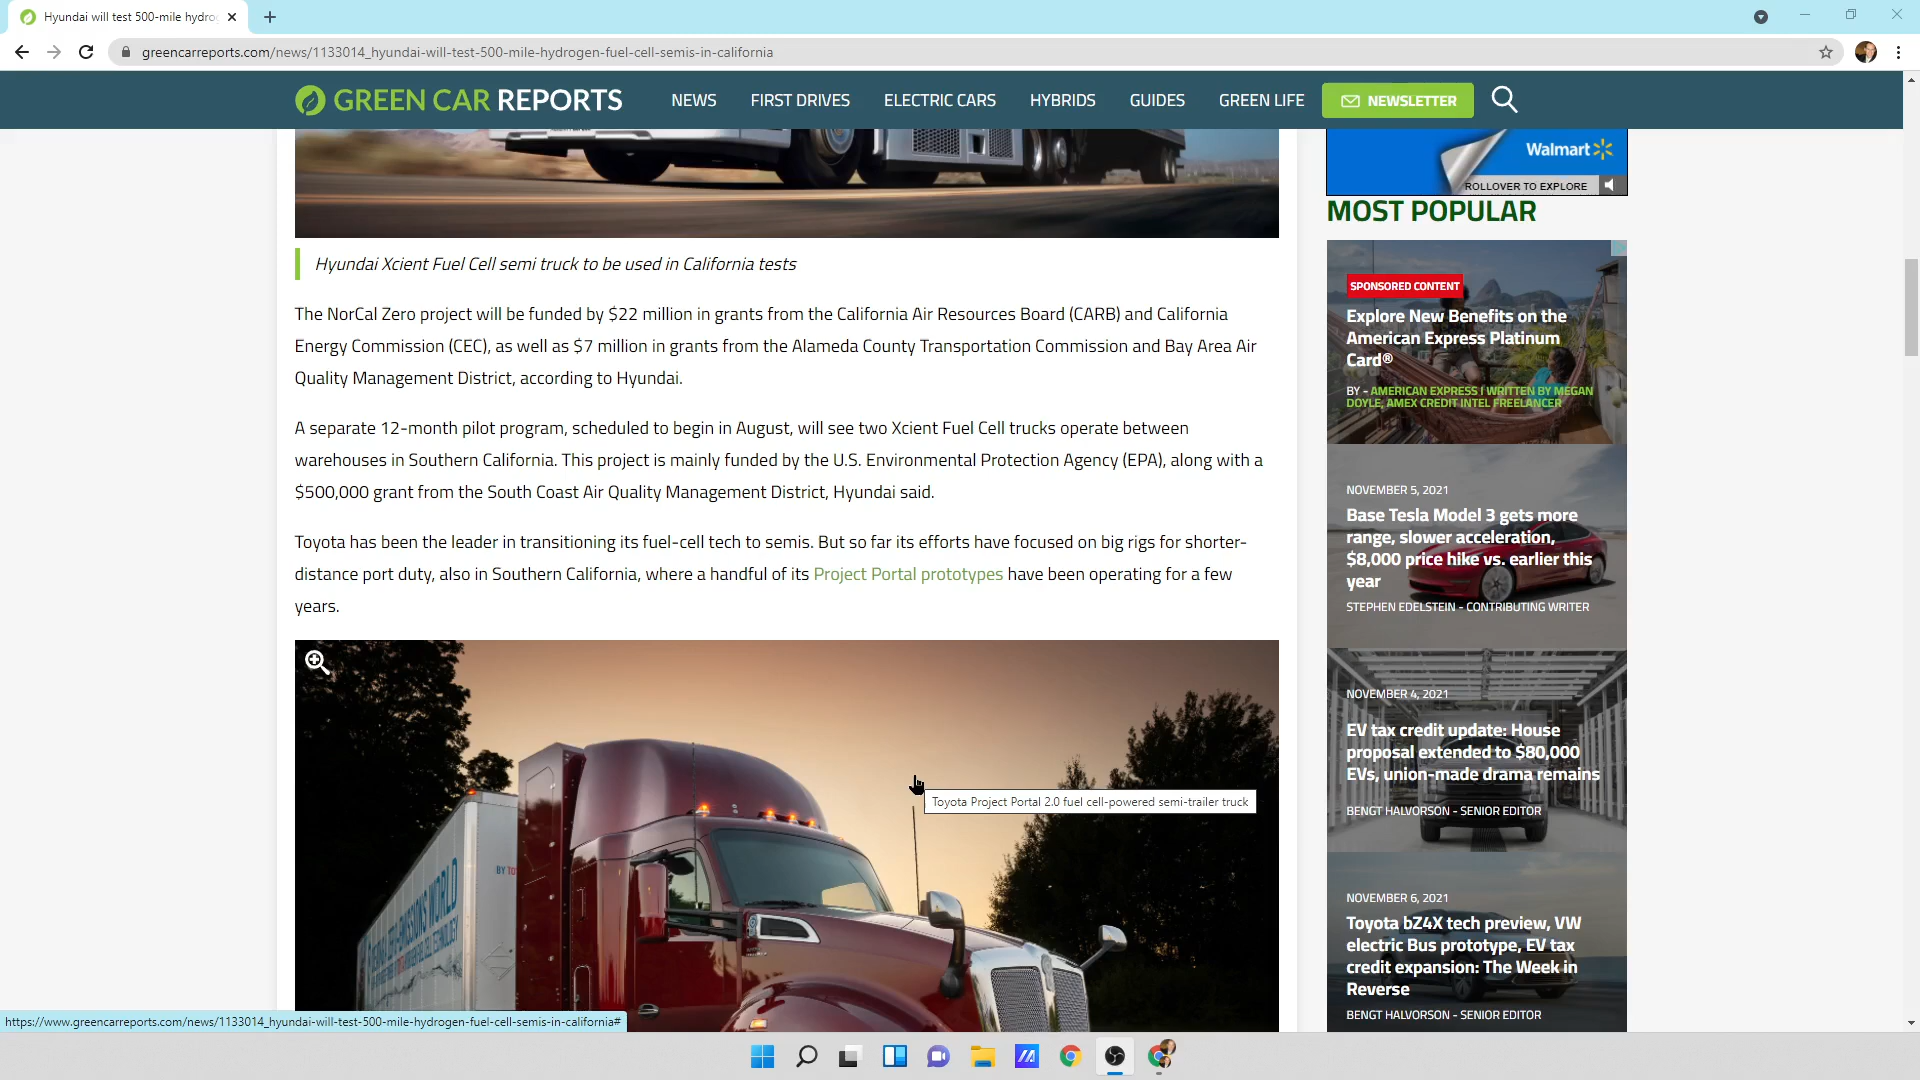 Hyundai will test 500-mile hydro
greencarreports.com/news/1133014_hyundai-will-test-500-mile-hydrogen-fuel-cell-semis-in-california
GREEN CAR REPORTS
NEWS
FIRST DRIVES
ELECTRIC CARS
HYBRIDS
GUIDES
GREEN LIFE
NEWSLETTER
Hyundai Xcient Fuel Cell semi truck to be used in California tests
The NorCal Zero project will be funded by $22 million in grants from the California Air Resources Board (CARB) and California
Energy Commission (CEC), as well as $7 million in grants from the Alameda County Transportation Commission and Bay Area Air
Quality Management District, according to Hyundai.
A separate 12-month pilot program, scheduled to begin in August, will see two Xcient Fuel Cell trucks operate between
warehouses in Southern California. This project is mainly funded by the U.S. Environmental Protection Agency (EPA), along with a
$500,000 grant from the South Coast Air Quality Management District, Hyundai said.
Toyota has been the leader in transitioning its fuel-cell tech to semis. But so far its efforts have focused on big rigs for shorter-
distance port duty, also in Southern California, where a handful of its Project Portal prototypes have been operating for a few
years.
Toyota Project Portal 2.0 fuel cell-powered semi-trailer truck
BY TO
https://www.greencarreports.com/news/1133014_hyundai-will-test-500-mile-hydrogen-fuel-cell-semis-in-california#
Walmart
ROLLOVER TO EXPLORE
MOST POPULAR
SPONSORED CONTENT
Explore New Benefits on the
American Express Platinum
Card®
BY - AMERICAN EXPRESS | WRITTEN BY MEGAN
DOYLE, AMEX CREDIT INTEL FREELANCER
NOVEMBER 5, 2021
Base Tesla Model 3 gets more
range, slower acceleration,
$8,000 price hike vs. earlier this
year
STEPHEN EDELSTEIN - CONTRIBUTING WRITER
NOVEMBER 4, 2021
EV tax credit update: House
proposal extended to $80,000
EVs, union-made drama remains
BENGT HALVORSON - SENIOR EDITOR
NOVEMBER 6, 2021
Toyota bZ4X tech preview, VW
electric Bus prototype, EV tax
credit expansion: The Week in
Reverse
BENGT HALVORSON - SENIOR EDITOR